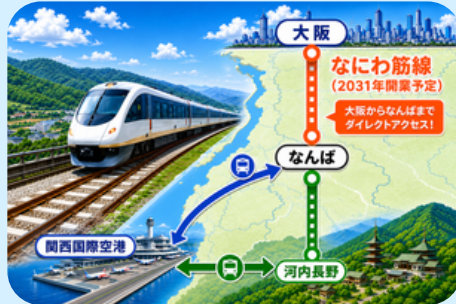 大阪
なにわ筋線
(2031年開業予定)
大阪からなんばまで
ダイレクトアクセス!
なんば
関西国際空港
河内長野